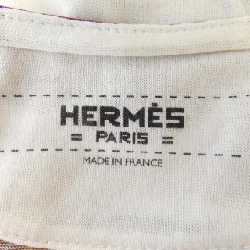 HERMÈS
= PARIS =
MADE IN FRANCE